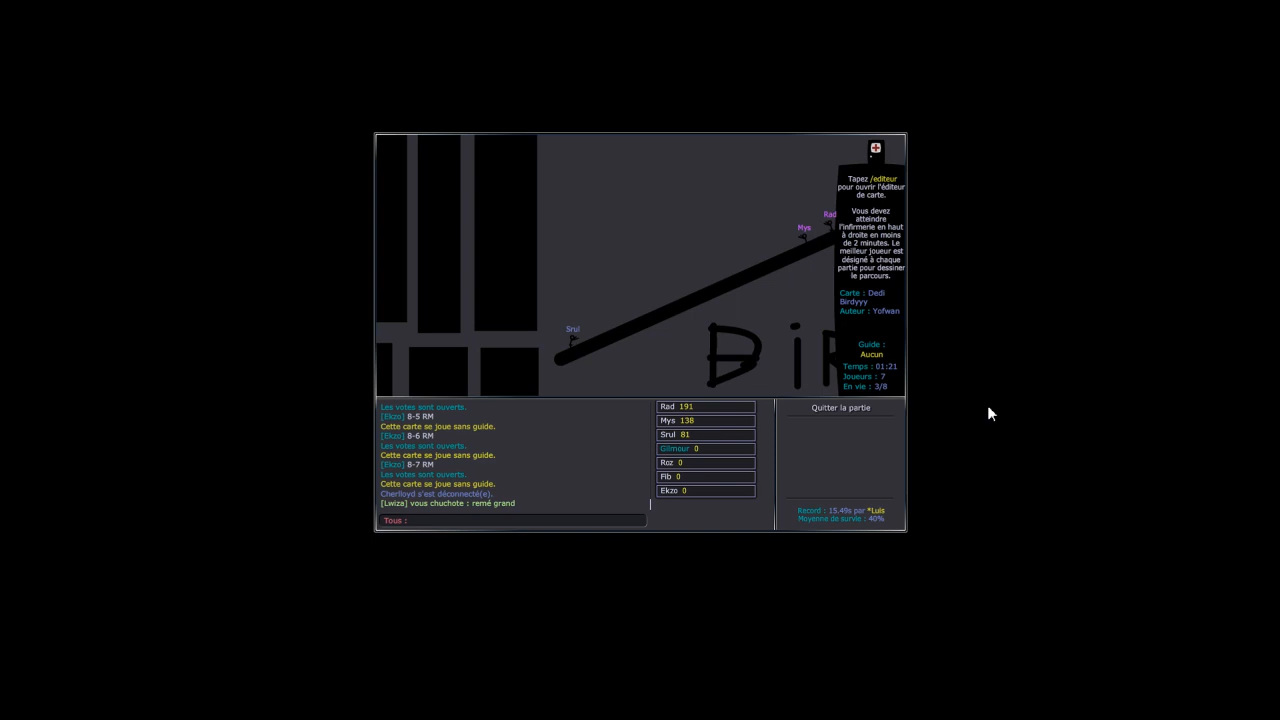 Rad
Mys
Srul
BiR
Tapez /editeur
pour ouvrir l'éditeur
de carte.
Vous devez
atteindre
l'infirmerie en haut
à droite en moins
de 2 minutes. Le
meilleur joueur est
désigné à chaque
partie pour dessiner
le parcours.
Carte : Dedi
Birdyyy
Auteur : Yofwan
Guide :
Aucun
Temps : 01:21
Joueurs : 7
En vie : 3/8
Les votes sont ouverts.
[Ekzo] 8-5 RM
Cette carte se joue sans guide.
[Ekzo] 8-6 RM
Les votes sont ouverts.
Cette carte se joue sans guide.
[Ekzo] 8-7 RM
Les votes sont ouverts.
Cette carte se joue sans guide.
Cherlloyd s'est déconnecté(e).
[Lwiza] vous chuchote : remé grand
Tous :
Rad 191
Mys 138
Srul 81
Gilmour 0
Roz 0
Fib 0
Ekzo 0
Quitter la partie
Record : 15.49s par *Luis
Moyenne de survie : 40%